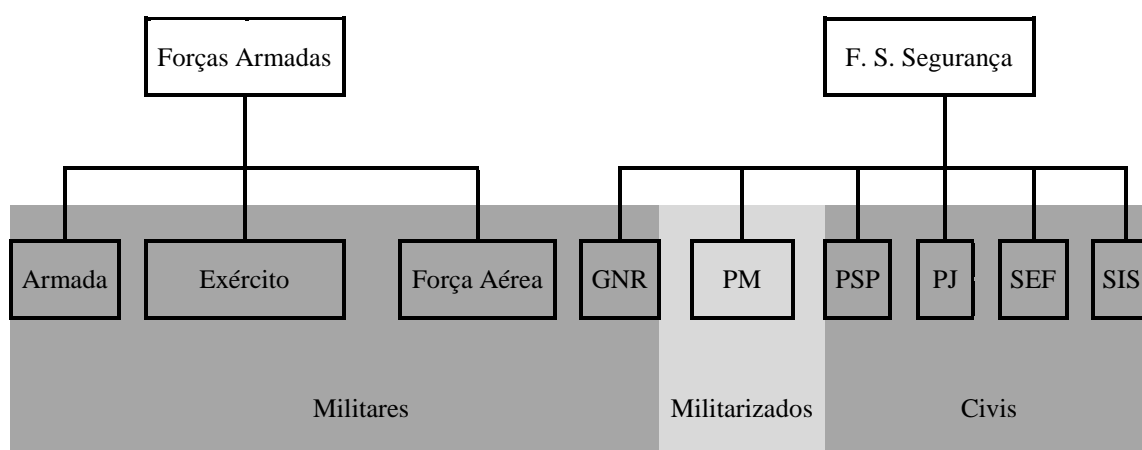 Forças Armadas
F. S. Segurança
Armada
Exército
Força Aérea
GNR
PM
PSP
PJ
SEF
SIS
Militares
Militarizados
Civis